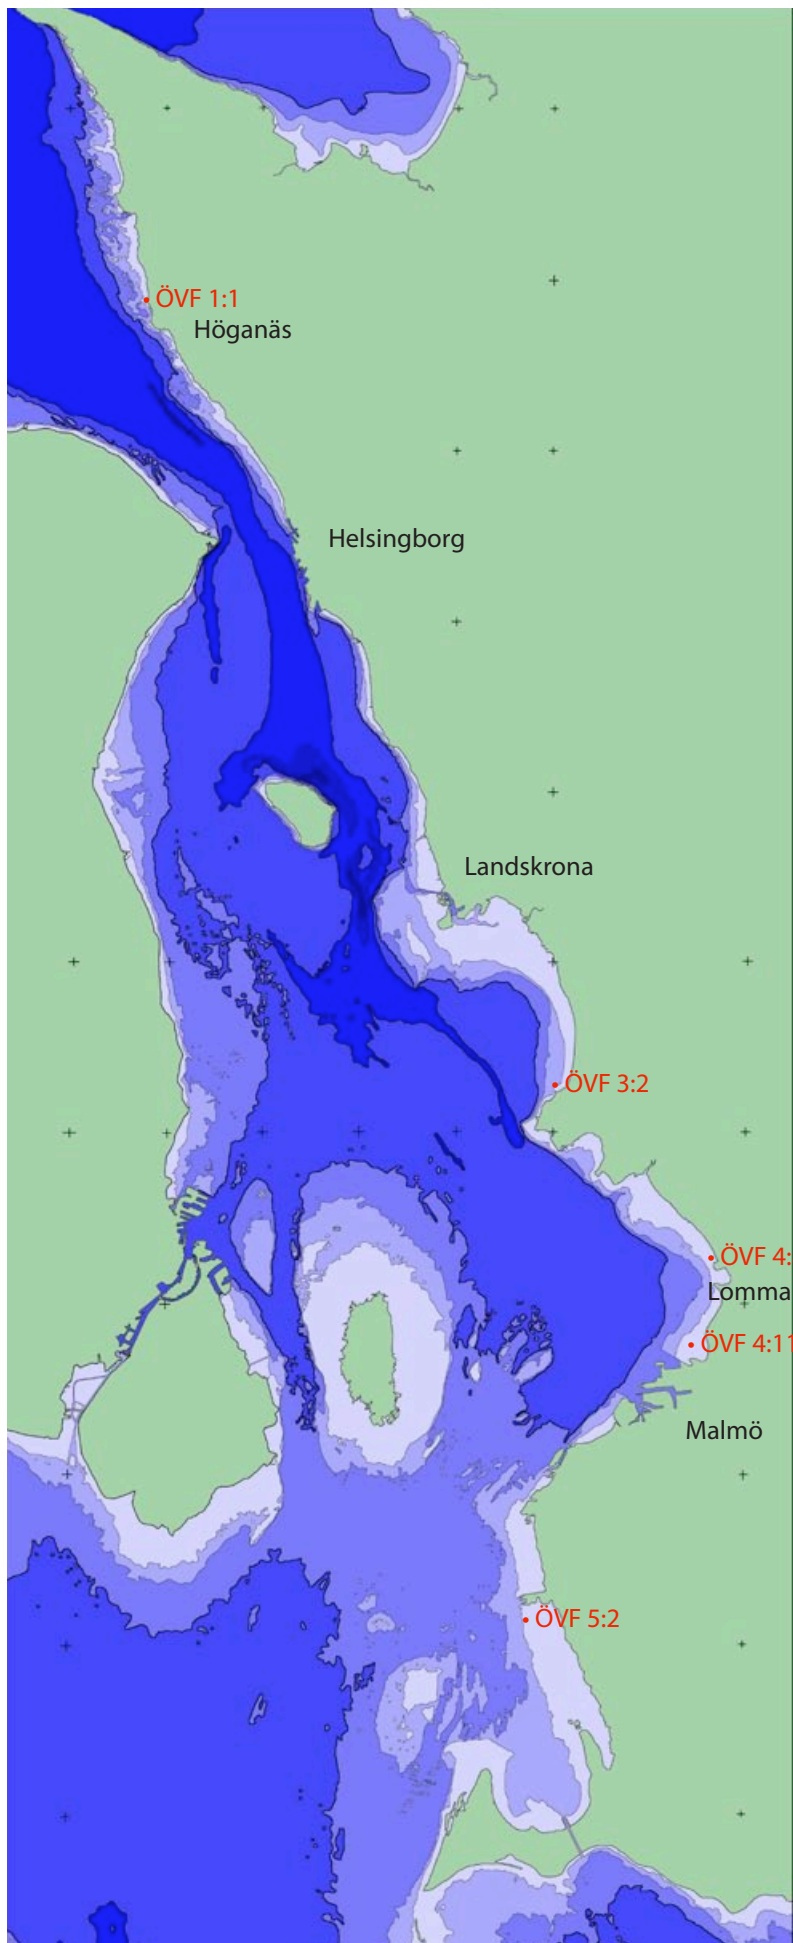 ÖVF 1:1
Höganäs
Helsingborg
Landskrona
ÖVF 3:2
ÖVF 4:
Lomma
ÖVF 4:11
Malmö
ÖVF 5:2